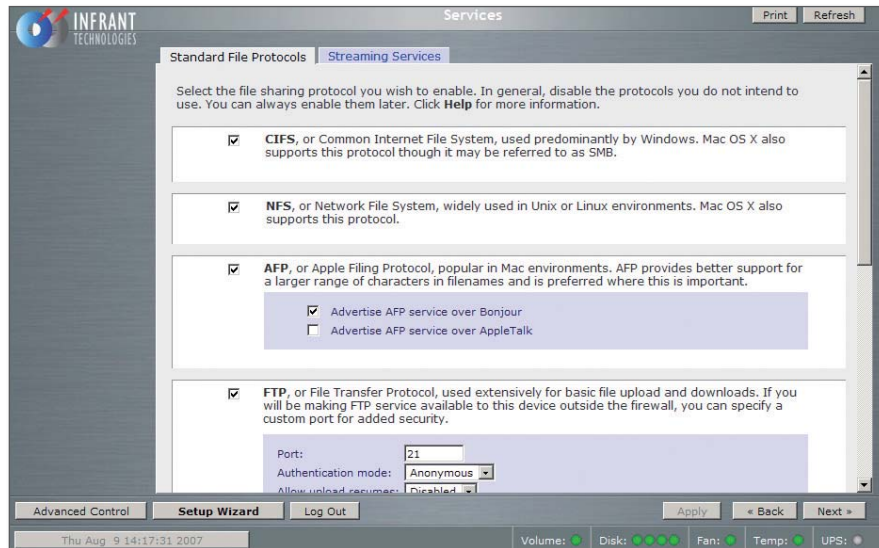 INFRANT
TECHNOLOGIES
Services
Print
Refresh
Standard File Protocols
Streaming Services
Select the file sharing protocol you wish to enable. In general, disable the protocols you do not intend to
use. You can always enable them later. Click Help for more information.
CIFS, or Common Internet File System, used predominantly by Windows. Mac OS X also
supports this protocol though it may be referred to as SMB.
NFS, or Network File System, widely used in Unix or Linux environments. Mac OS X also
supports this protocol.
AFP, or Apple Filing Protocol, popular in Mac environments. AFP provides better support for
a larger range of characters in filenames and is preferred where this is important.
Advertise AFP service over Bonjour
Advertise AFP service over AppleTalk
FTP, or File Transfer Protocol, used extensively for basic file upload and downloads. If you
will be making FTP service available to this device outside the firewall, you can specify a
custom port for added security.
Port: 21
Authentication mode: Anonymous
Allow upload resumes: Disabled
Advanced Control
Setup Wizard
Log Out
Apply
« Back
Next »
Thu Aug 9 14:17:31 2007
Volume:
Disk:
Fan:
Temp:
UPS: